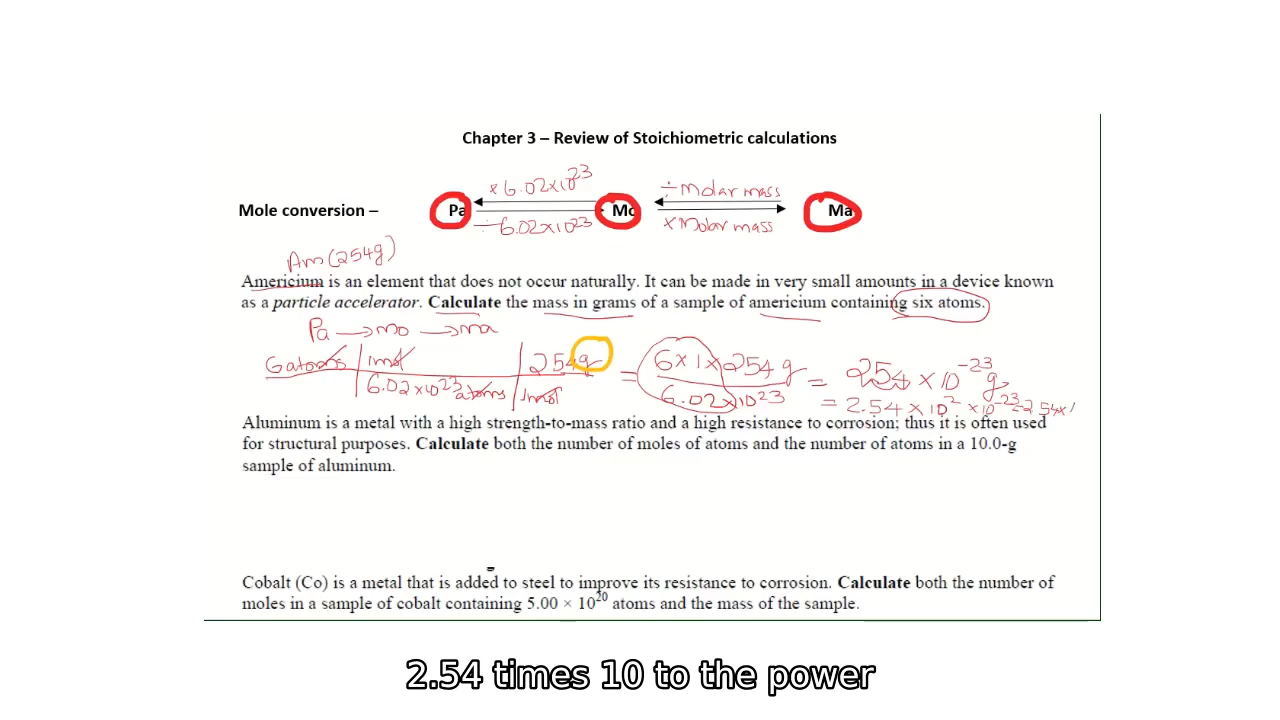 Chapter 3 – Review of Stoichiometric calculations
× 6.02×10²³ ÷ Molar mass
Mole conversion – Pa Mo Ma
÷ 6.02×10²³ × Molar mass
Am (254g)
Americium is an element that does not occur naturally. It can be made in very small amounts in a device known
as a particle accelerator. Calculate the mass in grams of a sample of americium containing six atoms.
Pa → mo → ma
6 atoms 1mol 254g = 6×1×254 g = 254 × 10⁻²³ g
6.02×10²³ atoms 1mol 6.02×10²³ = 2.54 × 10² × 10⁻²³ = 2.54×
Aluminum is a metal with a high strength-to-mass ratio and a high resistance to corrosion; thus it is often used
for structural purposes. Calculate both the number of moles of atoms and the number of atoms in a 10.0-g
sample of aluminum.
Cobalt (Co) is a metal that is added to steel to improve its resistance to corrosion. Calculate both the number of
moles in a sample of cobalt containing 5.00 × 10²⁰ atoms and the mass of the sample.
2.54 times 10 to the power